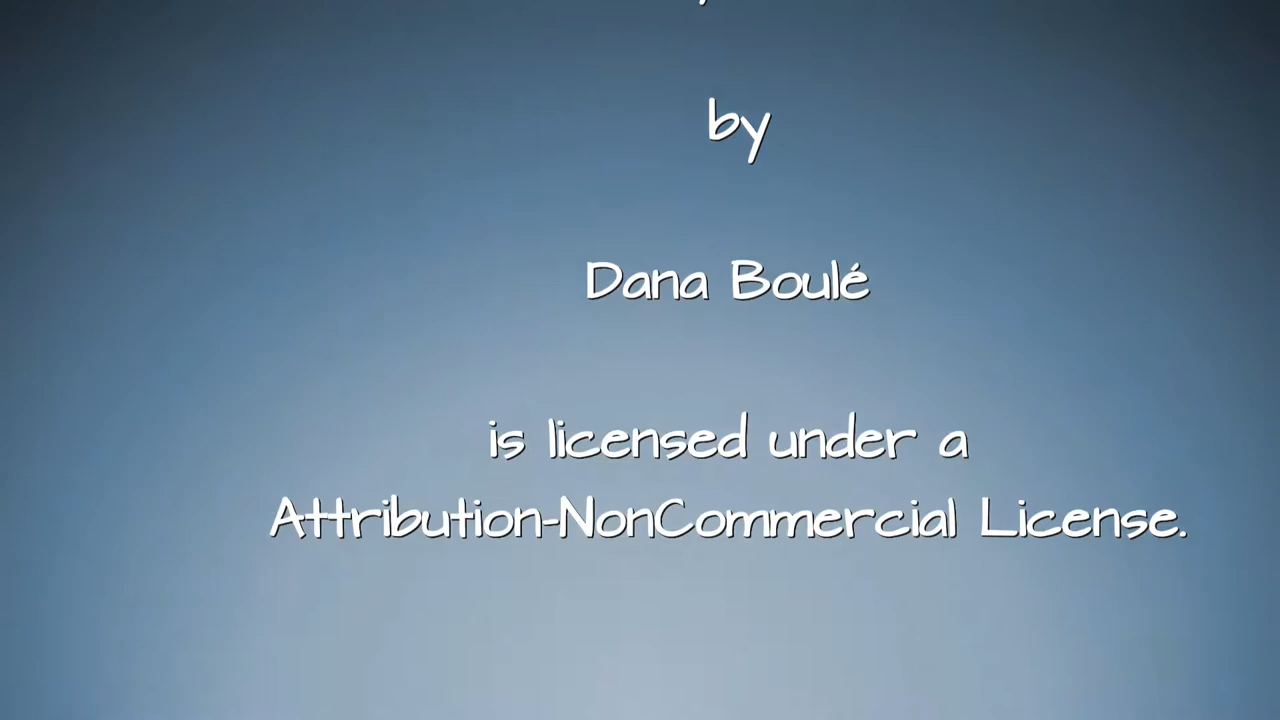 by
Dana Boulé
is licensed under a
Attribution-NonCommercial License.